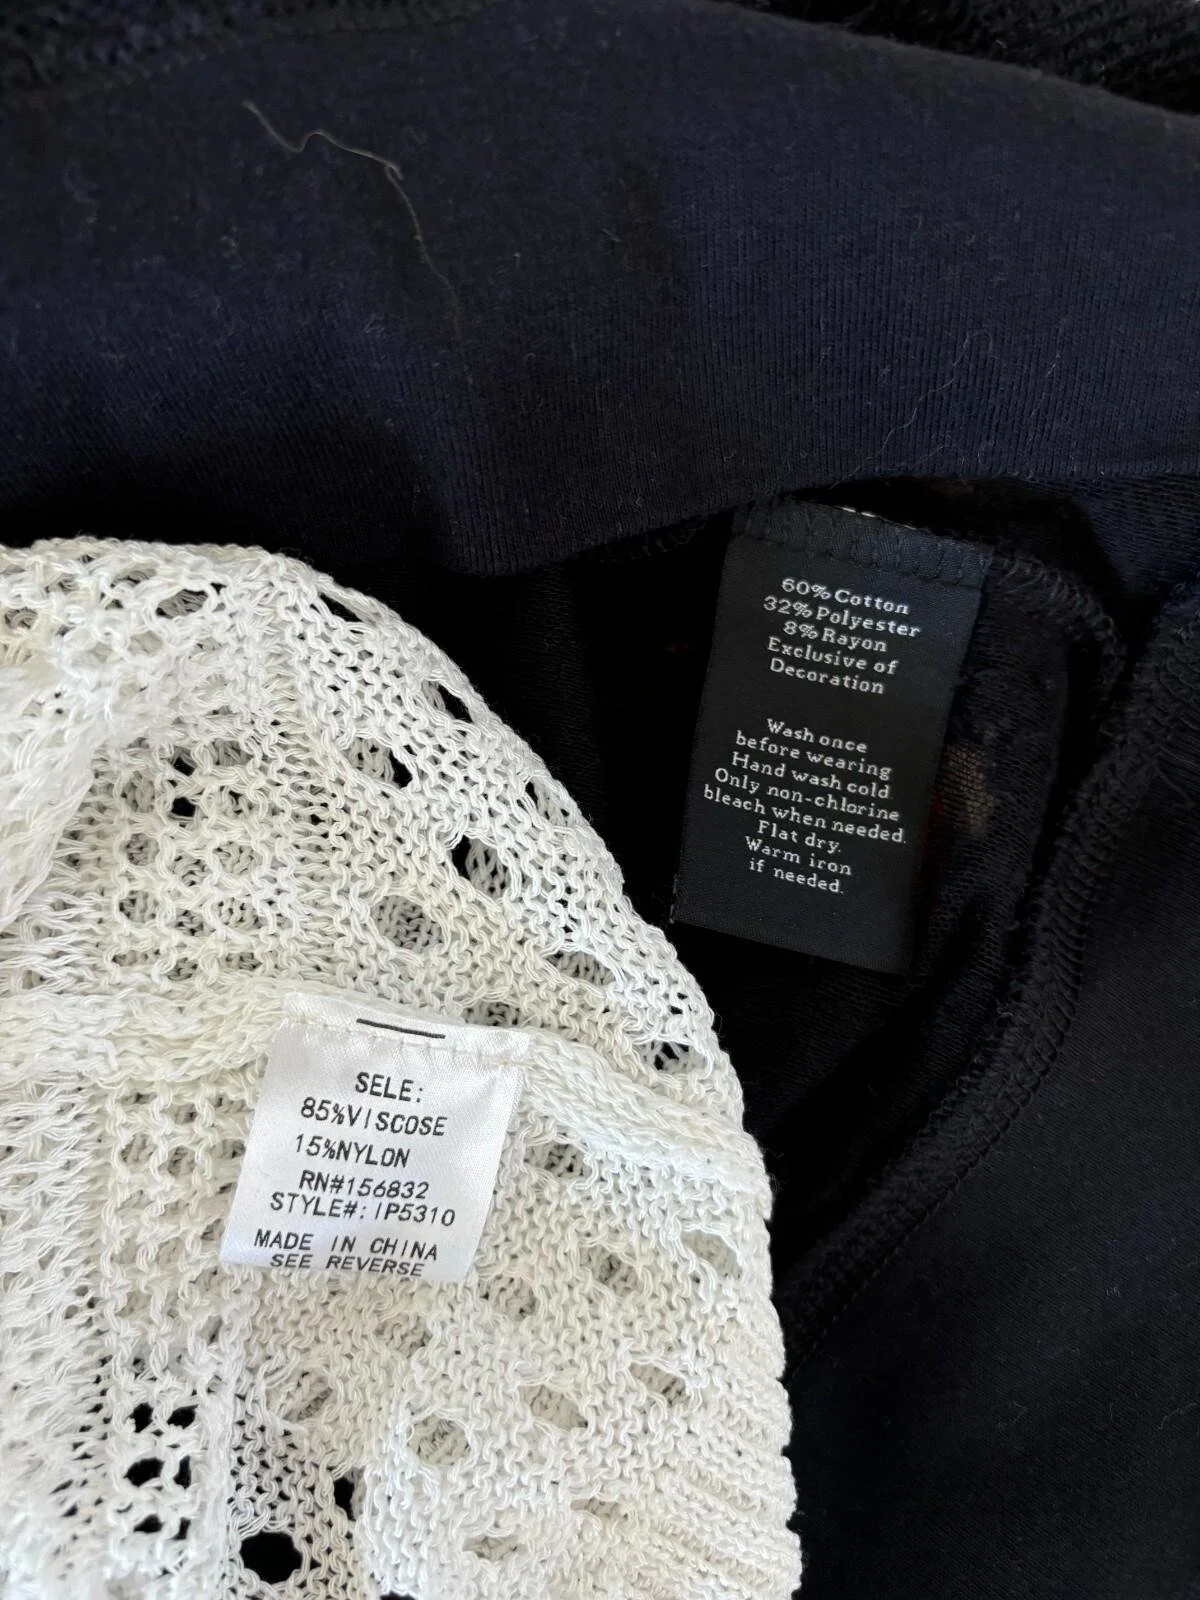 60% Cotton
32% Polyester
8% Rayon
Exclusive of
Decoration
Wash once
before wearing
Hand wash cold
Only non-chlorine
bleach when needed.
Flat dry.
Warm iron
if needed.
SELE:
85%VISCOSE
15%NYLON
RN#156832
STYLE#: IP5310
MADE IN CHINA
SEE REVERSE